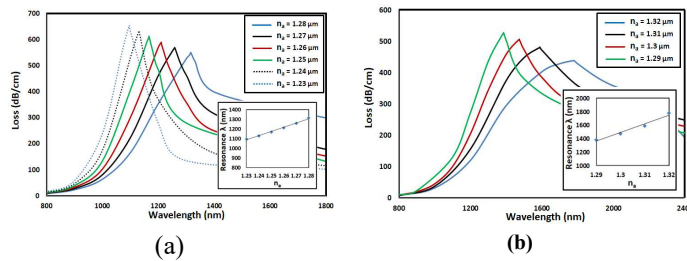 700
600
500
400
300
200
100
0
Loss (dB/cm)
800
1000
1200
1400
1600
1800
Wavelength (nm)
na = 1.28 µm
na = 1.27 µm
na = 1.26 µm
na = 1.25 µm
na = 1.24 µm
na = 1.23 µm
Resonance λ (nm)
1400
1300
1200
1100
1000
900
800
1.23 1.24 1.25 1.26 1.27 1.28
na
(a)
600
500
400
300
200
100
0
Loss (dB/cm)
800
1200
1600
2000
2400
Wavelength (nm)
na = 1.32 µm
na = 1.31 µm
na = 1.3 µm
na = 1.29 µm
Resonance λ (nm)
2000
1800
1600
1400
1200
1000
1.29 1.3 1.31 1.32
na
(b)